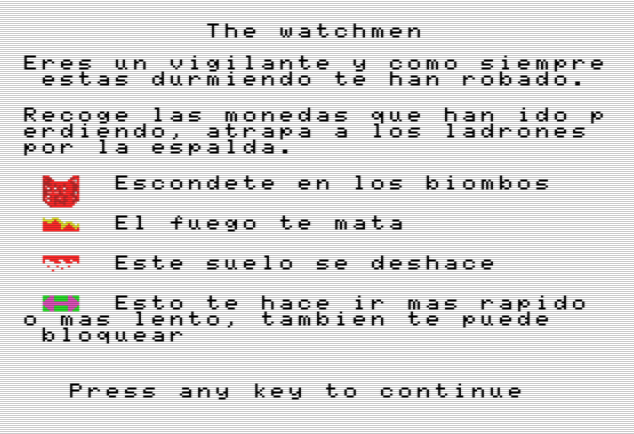 The watchmen
Eres un vigilante y como siempre
estas durmiendo te han robado.
Recoge las monedas que han ido p
erdiendo, atrapa a los ladrones
por la espalda.
Escondete en los biombos
El fuego te mata
Este suelo se deshace
Esto te hace ir mas rapido
o mas lento, tambien te puede
bloquear
Press any key to continue